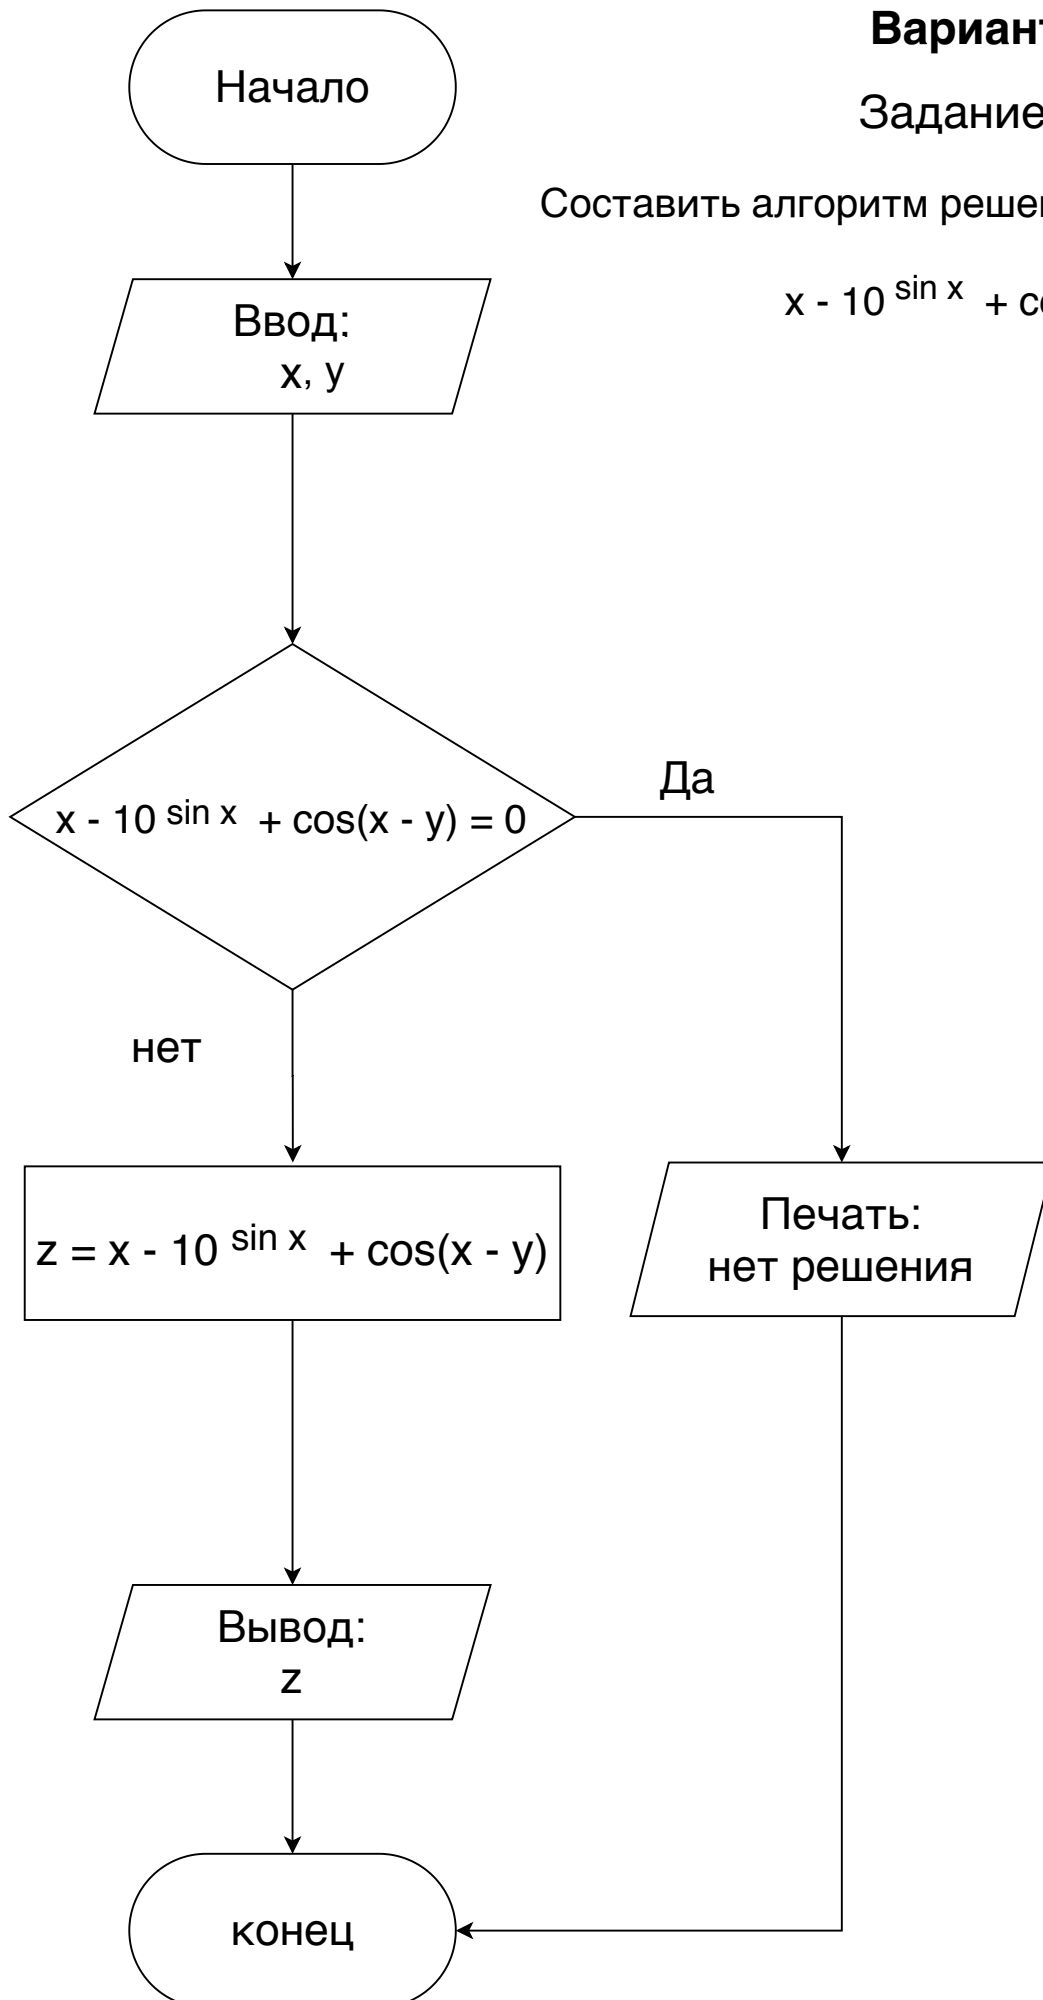 Начало
Вариант
Задание
Составить алгоритм
x - 10 sin x +
Ввод:
x, y
x - 10 sin x + cos(x - y) = 0
Да
нет
z = x - 10 sin x + cos(x - y)
Печать:
нет решения
Вывод:
z
конец